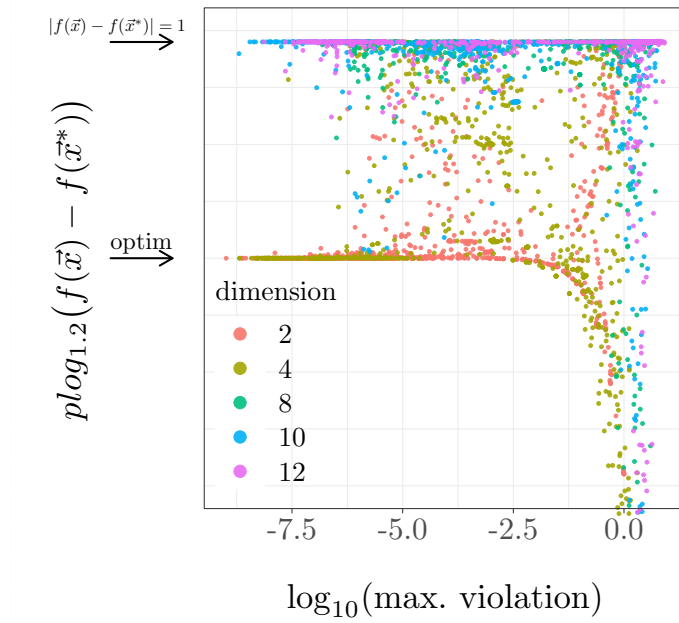 |f(x⃗) − f(x⃗*)| = 1
plog₁.₂(f(x⃗) − f(x⃗*))
optim
dimension
2
4
8
10
12
-7.5 -5.0 -2.5 0.0
log₁₀(max. violation)